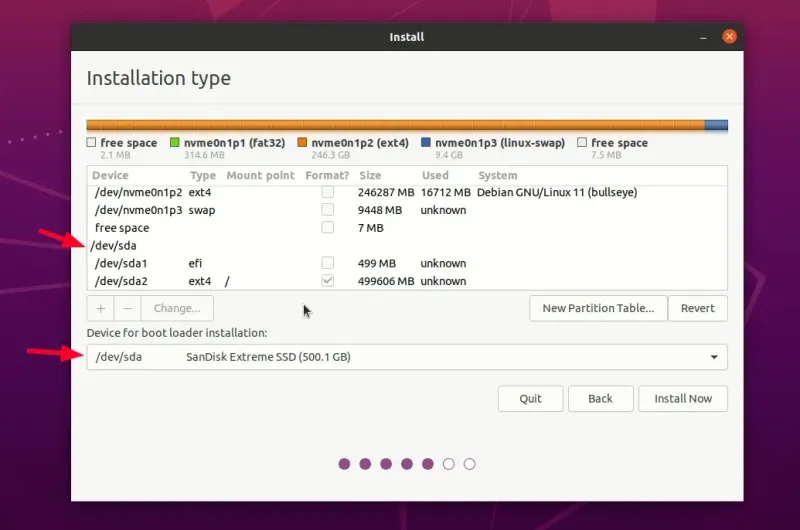 Install
Installation type
free space nvme0n1p1 (fat32) nvme0n1p2 (ext4) nvme0n1p3 (linux-swap) free space
2.1 MB 314.6 MB 246.3 GB 9.4 GB 7.5 MB
Device Type Mount point Format? Size Used System
/dev/nvme0n1p2 ext4 246287 MB 16712 MB Debian GNU/Linux 11 (bullseye)
/dev/nvme0n1p3 swap 9448 MB unknown
free space 7 MB
/dev/sda
/dev/sda1 efi 499 MB unknown
/dev/sda2 ext4 / 499606 MB unknown
+ − Change... New Partition Table... Revert
Device for boot loader installation:
/dev/sda SanDisk Extreme SSD (500.1 GB)
Quit Back Install Now